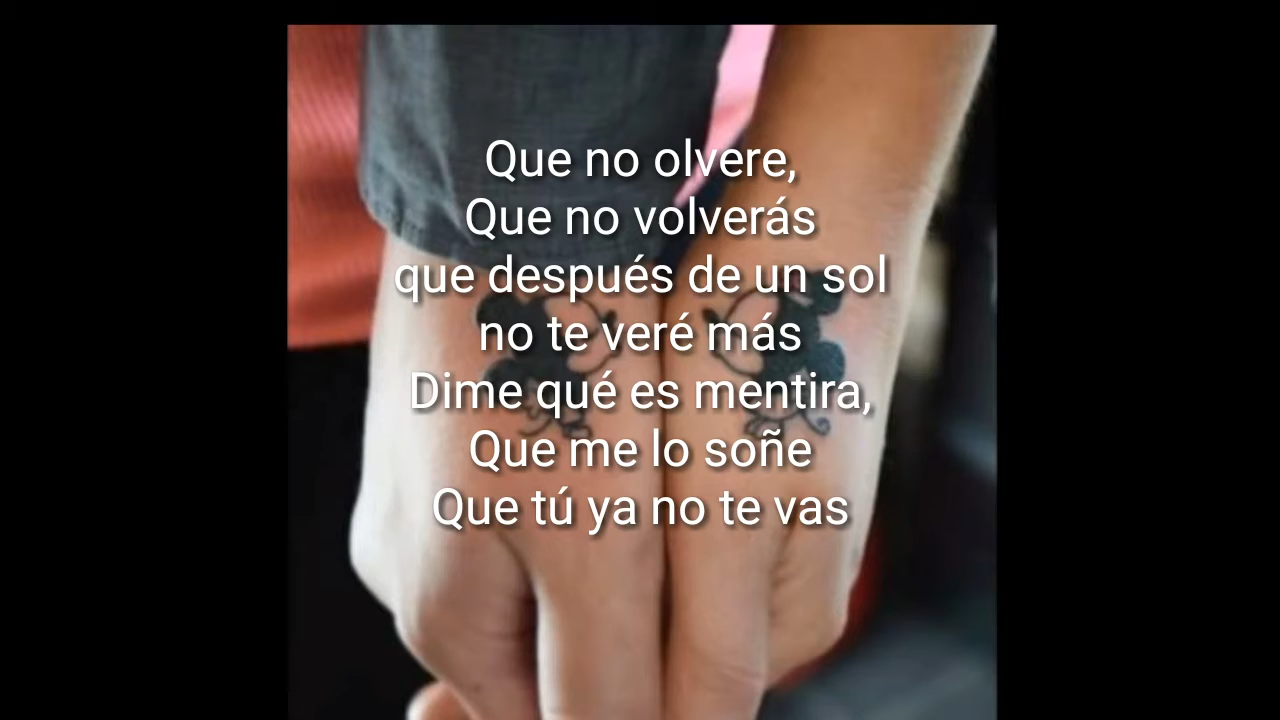 Que no olvere,
Que no volverás
que después de un sol
no te veré más
Dime qué es mentira,
Que me lo soñe
Que tú ya no te vas